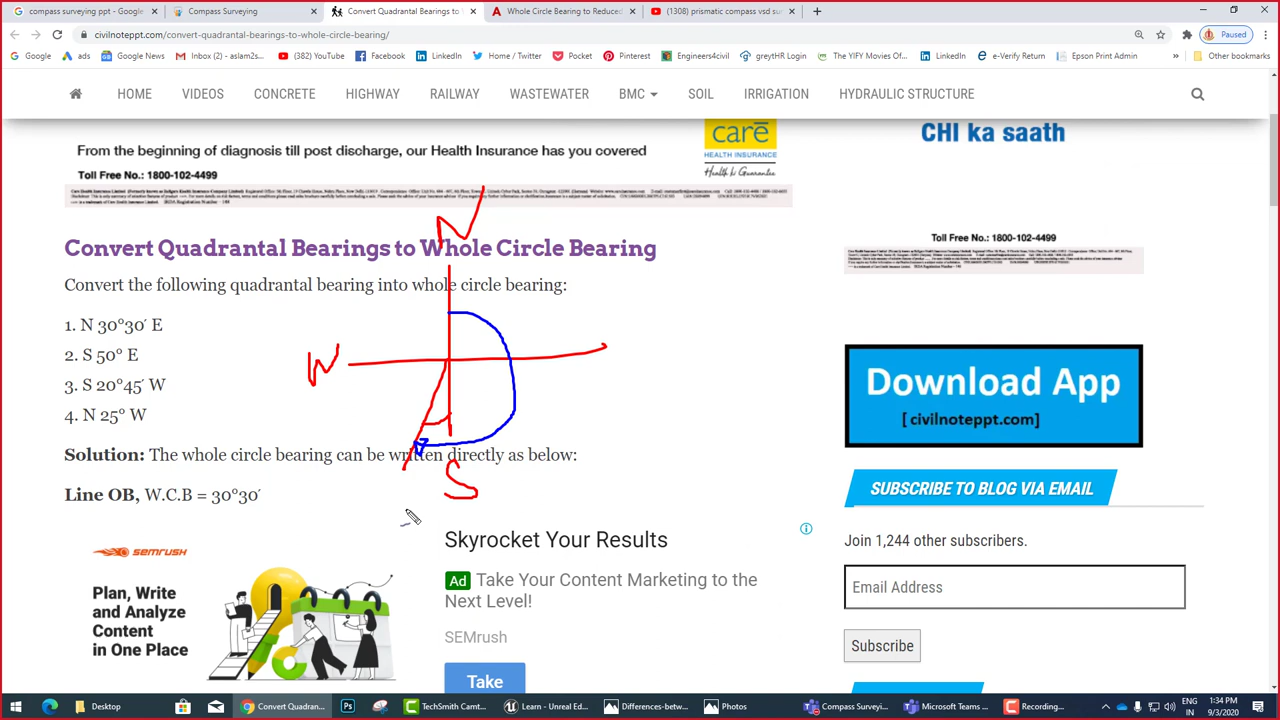 compass surveying ppt - Google
Compass Surveying
Convert Quadrantal Bearings to
Whole Circle Bearing to Reduced
(1308) prismatic compass vsd su
civilnoteppt.com/convert-quadrantal-bearings-to-whole-circle-bearing/
Paused
Google
ads
Google News
Inbox (2) - aslam2s
(382) YouTube
Facebook
LinkedIn
Home / Twitter
Pocket
Pinterest
Engineers4civil
greytHR Login
The YIFY Movies Of...
LinkedIn
e-Verify Return
Epson Print Admin
»
Other bookmarks
HOME
VIDEOS
CONCRETE
HIGHWAY
RAILWAY
WASTEWATER
BMC
SOIL
IRRIGATION
HYDRAULIC STRUCTURE
From the beginning of diagnosis till post discharge, our Health Insurance has you covered
Toll Free No.: 1800-102-4499
care
HEALTH INSURANCE
CHI ka saath
Toll Free No.: 1800-102-4499
N
Convert Quadrantal Bearings to Whole Circle Bearing
Convert the following quadrantal bearing into whole circle bearing:
1. N 30°30′ E
2. S 50° E
3. S 20°45′ W
4. N 25° W
W
S
Solution: The whole circle bearing can be written directly as below:
Line OB, W.C.B = 30°30′
SEMRUSH
Plan, Write
and Analyze
Content
in One Place
Skyrocket Your Results
Ad Take Your Content Marketing to the
Next Level!
SEMrush
Take
Download App
[ civilnoteppt.com]
SUBSCRIBE TO BLOG VIA EMAIL
Join 1,244 other subscribers.
Email Address
Subscribe
Desktop
Convert Quadran...
TechSmith Camt...
Learn - Unreal Ed...
Differences-betw...
Photos
Compass Surveyi...
Microsoft Teams ...
Recording...
ENG
IN
1:34 PM
9/3/2020